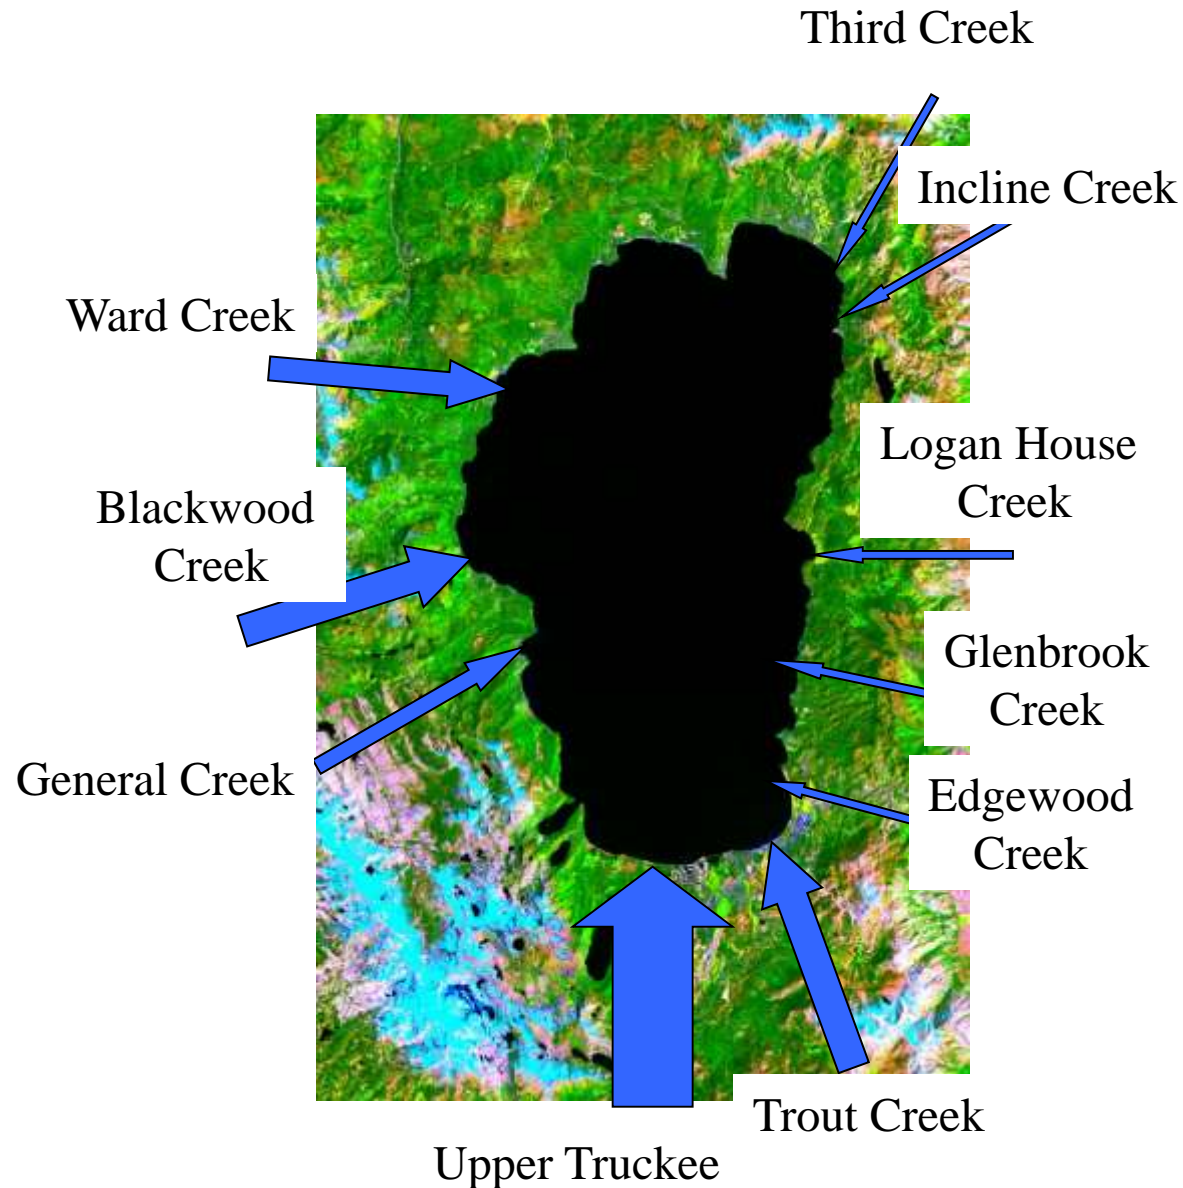 Third Creek
Incline Creek
Ward Creek
Logan House
Creek
Blackwood
Creek
Glenbrook
Creek
General Creek
Edgewood
Creek
Trout Creek
Upper Truckee